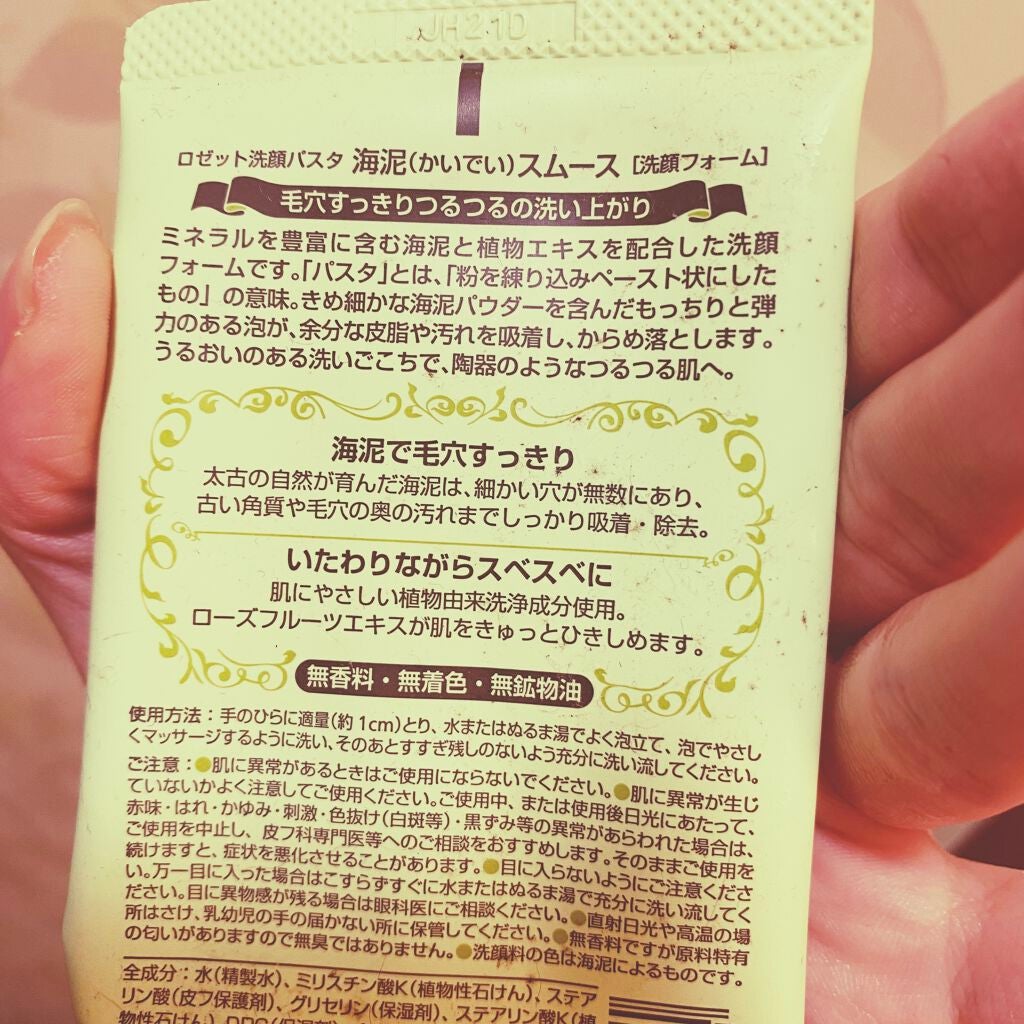 JH21D
ロゼット洗顔パスタ 海泥(かいでい)スムース [洗顔フォーム]
毛穴すっきりつるつるの洗い上がり
ミネラルを豊富に含む海泥と植物エキスを配合した洗顔
フォームです。「パスタ」とは、「粉を練り込みペースト状にした
もの」の意味。きめ細かな海泥パウダーを含んだもっちりと弾
力のある泡が、余分な皮脂や汚れを吸着し、からめ落とします。
うるおいのある洗いごこちで、陶器のようなつるつる肌へ。
海泥で毛穴すっきり
太古の自然が育んだ海泥は、細かい穴が無数にあり、
古い角質や毛穴の奥の汚れまでしっかり吸着・除去。
いたわりながらスベスベに
肌にやさしい植物由来洗浄成分使用。
ローズフルーツエキスが肌をきゅっとひきしめます。
無香料・無着色・無鉱物油
使用方法：手のひらに適量(約1cm)とり、水またはぬるま湯でよく泡立て、泡でやさし
くマッサージするように洗い、そのあとすすぎ残しのないよう充分に洗い流してください。
ご注意：●肌に異常があるときはご使用にならないでください。●肌に異常が生じ
ていないかよく注意してご使用ください。ご使用中、または使用後日光にあたって、
赤味・はれ・かゆみ・刺激・色抜け(白斑等)・黒ずみ等の異常があらわれた場合は、
ご使用を中止し、皮フ科専門医等へのご相談をおすすめします。そのままご使用を
続けますと、症状を悪化させることがあります。●目に入らないようにご注意くださ
い。万一目に入った場合はこすらずすぐに水またはぬるま湯で充分に洗い流してく
ださい。目に異物感が残る場合は眼科医にご相談ください。●直射日光や高温の場
所はさけ、乳幼児の手の届かない所に保管してください。●無香料ですが原料特有
の匂いがありますので無臭ではありません。●洗顔料の色は海泥によるものです。
全成分：水(精製水)、ミリスチン酸K(植物性石けん)、ステア
リン酸(皮フ保護剤)、グリセリン(保湿剤)、ステアリン酸K(植
物性石けん)、DPG(保湿剤)